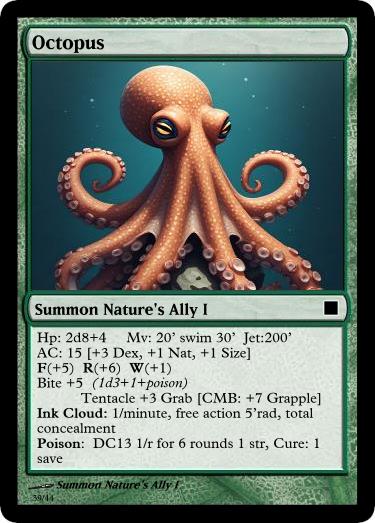 Octopus
Summon Nature's Ally I
Hp: 2d8+4 Mv: 20' swim 30' Jet:200'
AC: 15 [+3 Dex, +1 Nat, +1 Size]
F(+5) R(+6) W(+1)
Bite +5 (1d3+1+poison)
Tentacle +3 Grab [CMB: +7 Grapple]
Ink Cloud: 1/minute, free action 5'rad, total
concealment
Poison: DC13 1/r for 6 rounds 1 str, Cure: 1
save
Summon Nature's Ally I
39/44